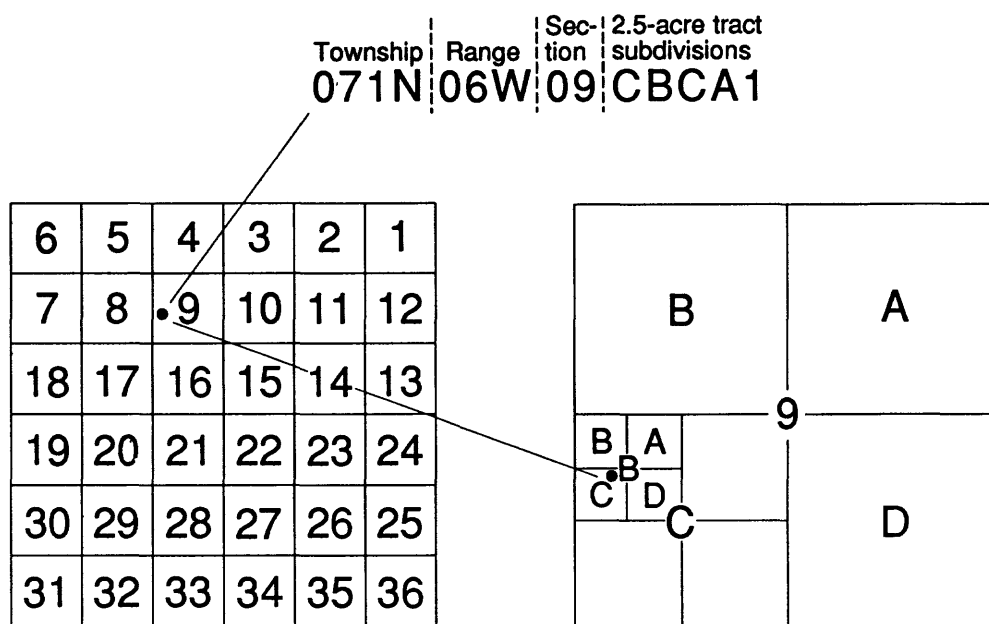 Sec- 2.5-acre tract
Township Range tion subdivisions
071N 06W 09 CBCA1
6 5 4 3 2 1
7 8 9 10 11 12
18 17 16 15 14 13
19 20 21 22 23 24
30 29 28 27 26 25
31 32 33 34 35 36
B A
9
B A
B
C D
C D